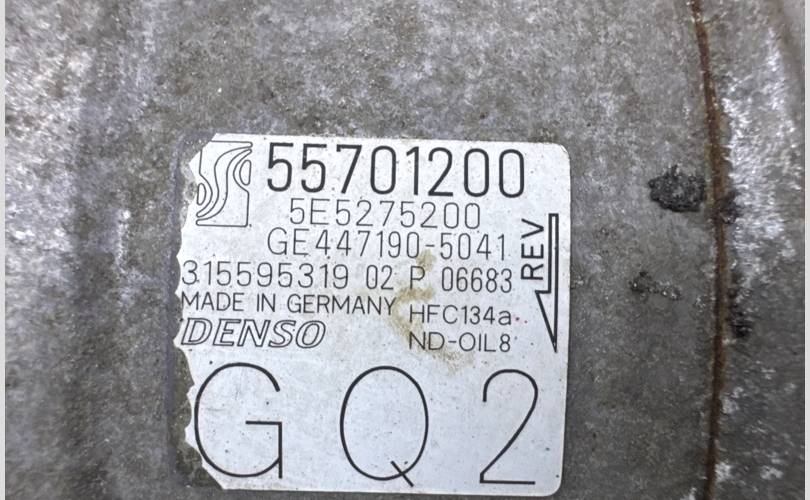 55701200
5E5275200
GE447190-5041
315595319 02 P 06683
MADE IN GERMANY HFC134a
DENSO ND-OIL8
REV
GQ2